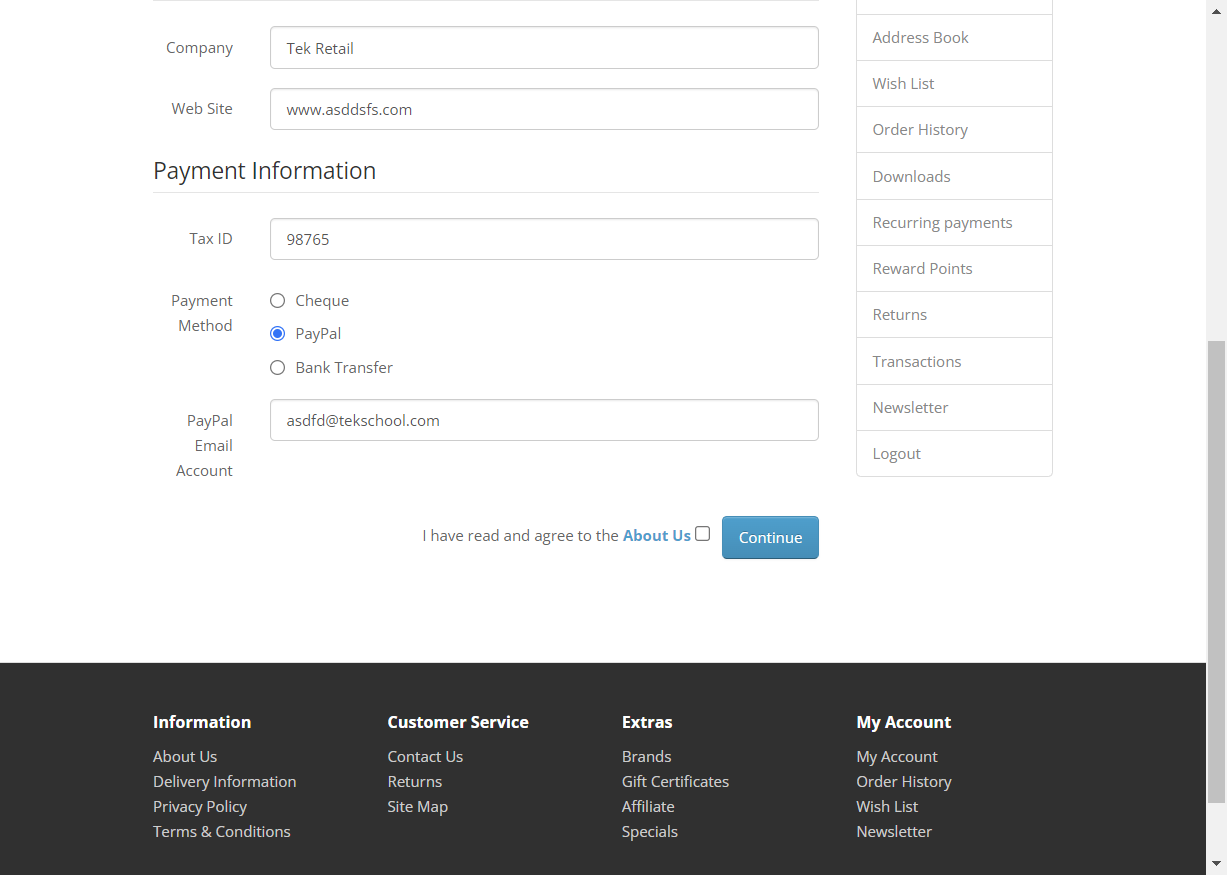 Company
Tek Retail
Web Site
www.asddsfs.com
Payment Information
Tax ID
98765
Payment
Method
Cheque
PayPal
Bank Transfer
PayPal
Email
Account
asdfd@tekschool.com
I have read and agree to the About Us
Continue
Address Book
Wish List
Order History
Downloads
Recurring payments
Reward Points
Returns
Transactions
Newsletter
Logout
Information
About Us
Delivery Information
Privacy Policy
Terms & Conditions
Customer Service
Contact Us
Returns
Site Map
Extras
Brands
Gift Certificates
Affiliate
Specials
My Account
My Account
Order History
Wish List
Newsletter